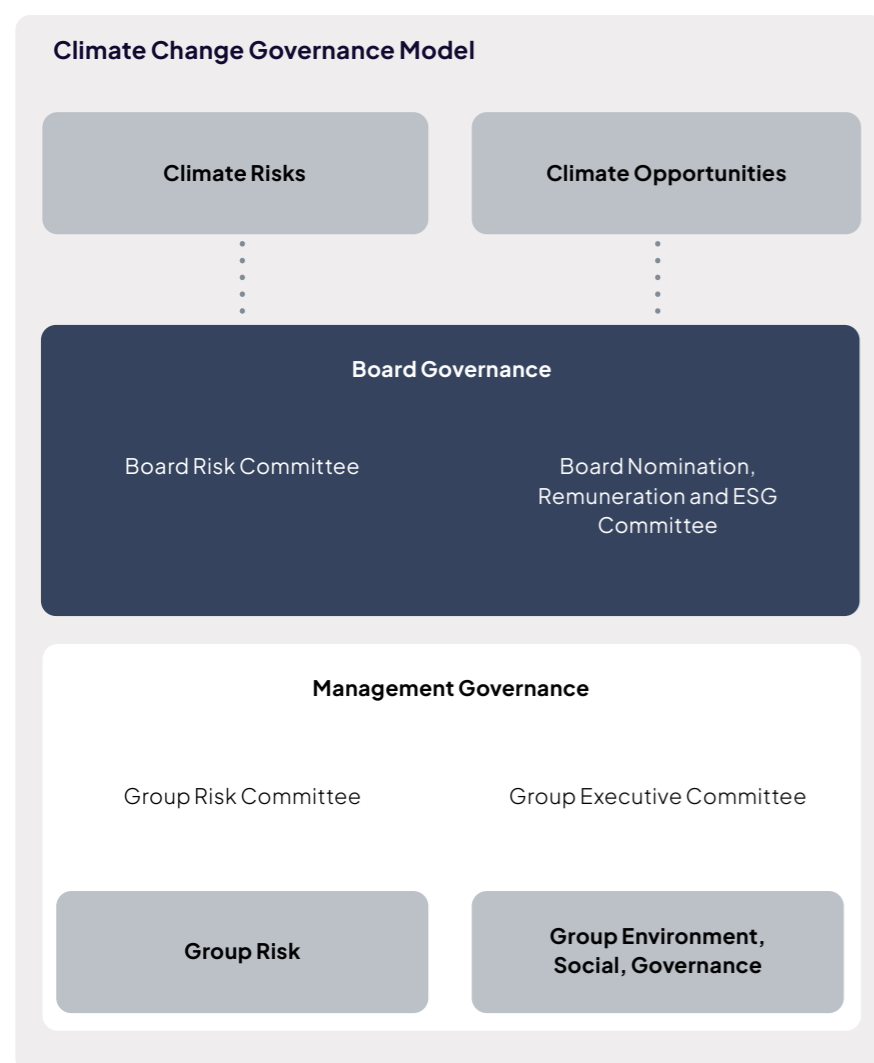 Climate Change Governance Model
Climate Risks
Climate Opportunities
Board Governance
Board Risk Committee
Board Nomination,
Remuneration and ESG
Committee
Management Governance
Group Risk Committee
Group Executive Committee
Group Risk
Group Environment,
Social, Governance